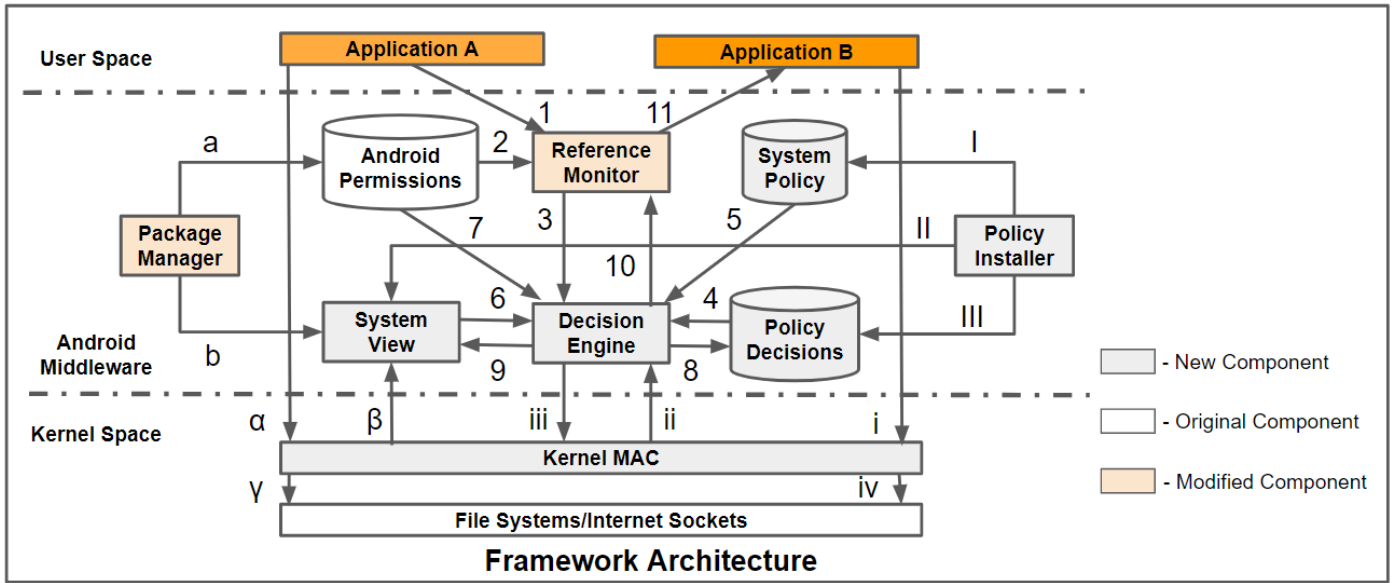 Application A
Application B
User Space
1
11
a
2
I
Android
Permissions
Reference
Monitor
System
Policy
7
3
5
II
Package
Manager
Policy
Installer
10
6
4
III
System
View
Decision
Engine
Policy
Decisions
Android
Middleware
b
9
8
- New Component
α
β
iii
ii
i
Kernel Space
- Original Component
Kernel MAC
γ
iv
- Modified Component
File Systems/Internet Sockets
Framework Architecture